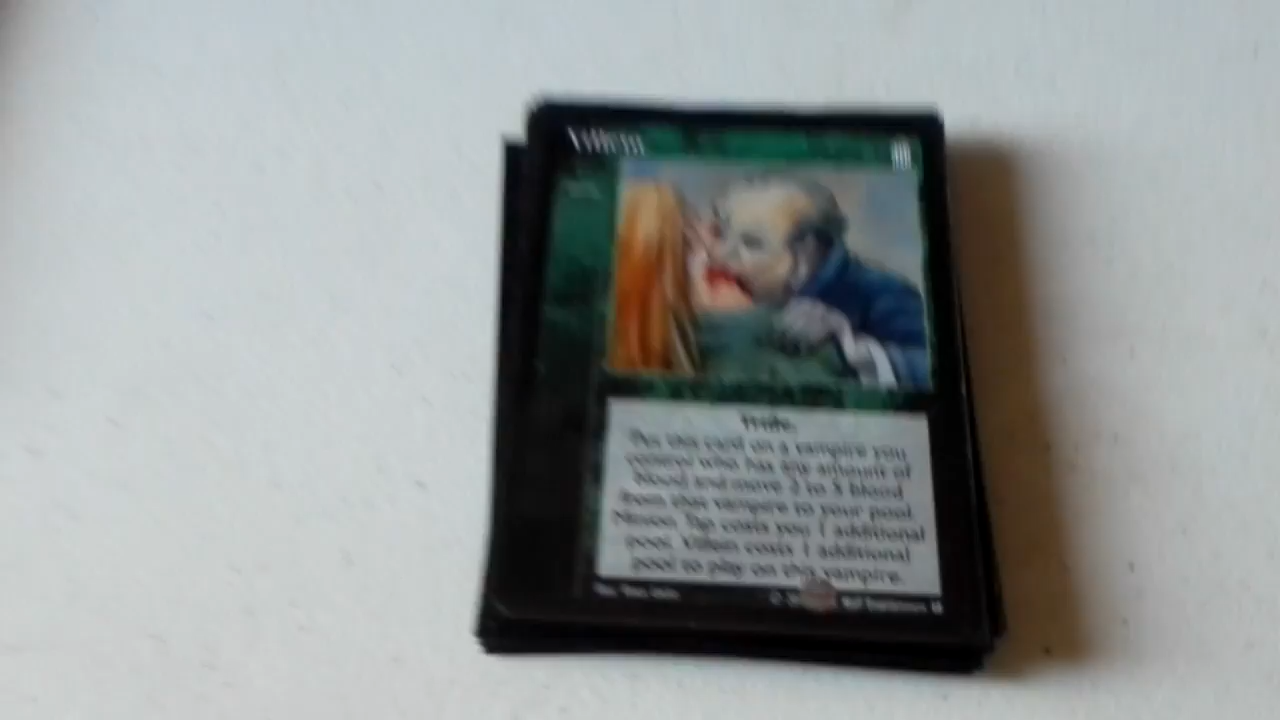 Villein
Trifle.
Put this card on a vampire you
control who has any amount of
blood and move 2 to 5 blood
from that vampire to your pool.
Tap costs you 1 additional
pool. Villein costs 1 additional
pool to play on this vampire.